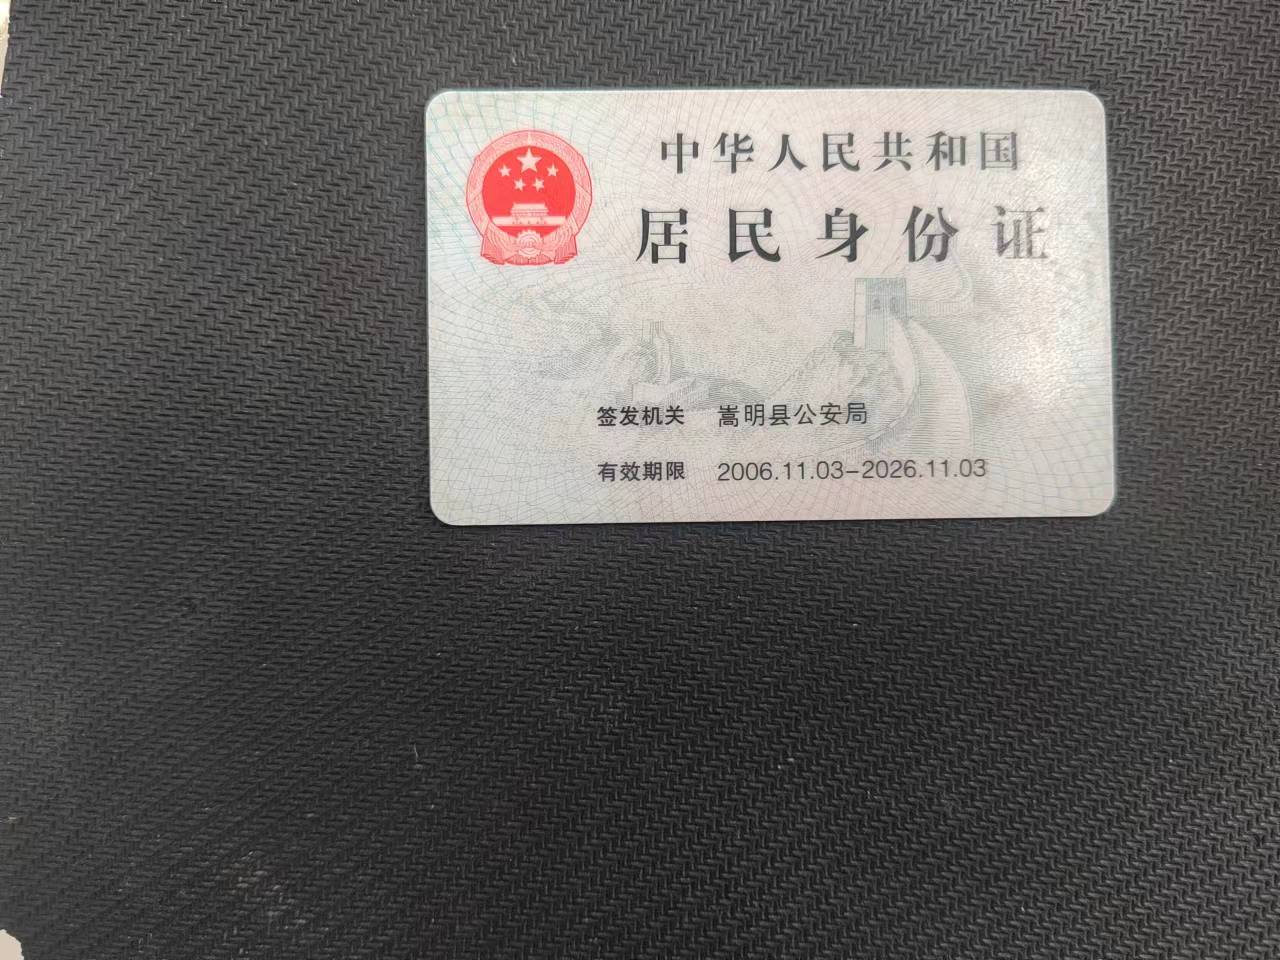 中华人民共和国
居民身份证
签发机关 嵩明县公安局
有效期限 2006.11.03-2026.11.03